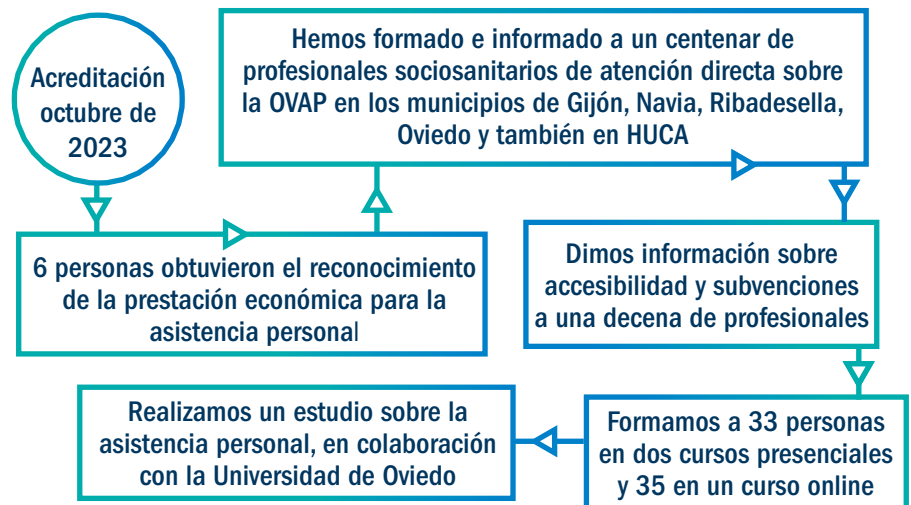 Acreditación
octubre de
2023
6 personas obtuvieron el reconocimiento
de la prestación económica para la
asistencia personal
Hemos formado e informado a un centenar de
profesionales sociosanitarios de atención directa sobre
la OVAP en los municipios de Gijón, Navia, Ribadesella,
Oviedo y también en HUCA
Dimos información sobre
accesibilidad y subvenciones
a una decena de profesionales
Formamos a 33 personas
en dos cursos presenciales
y 35 en un curso online
Realizamos un estudio sobre la
asistencia personal, en colaboración
con la Universidad de Oviedo